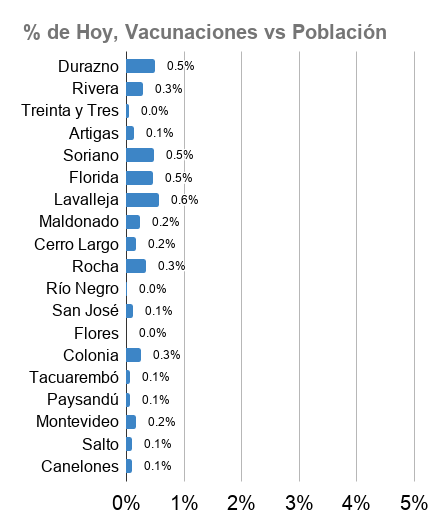 % de Hoy, Vacunaciones vs Población
Durazno 0.5%
Rivera 0.3%
Treinta y Tres 0.0%
Artigas 0.1%
Soriano 0.5%
Florida 0.5%
Lavalleja 0.6%
Maldonado 0.2%
Cerro Largo 0.2%
Rocha 0.3%
Río Negro 0.0%
San José 0.1%
Flores 0.0%
Colonia 0.3%
Tacuarembó 0.1%
Paysandú 0.1%
Montevideo 0.2%
Salto 0.1%
Canelones 0.1%
0% 1% 2% 3% 4% 5%